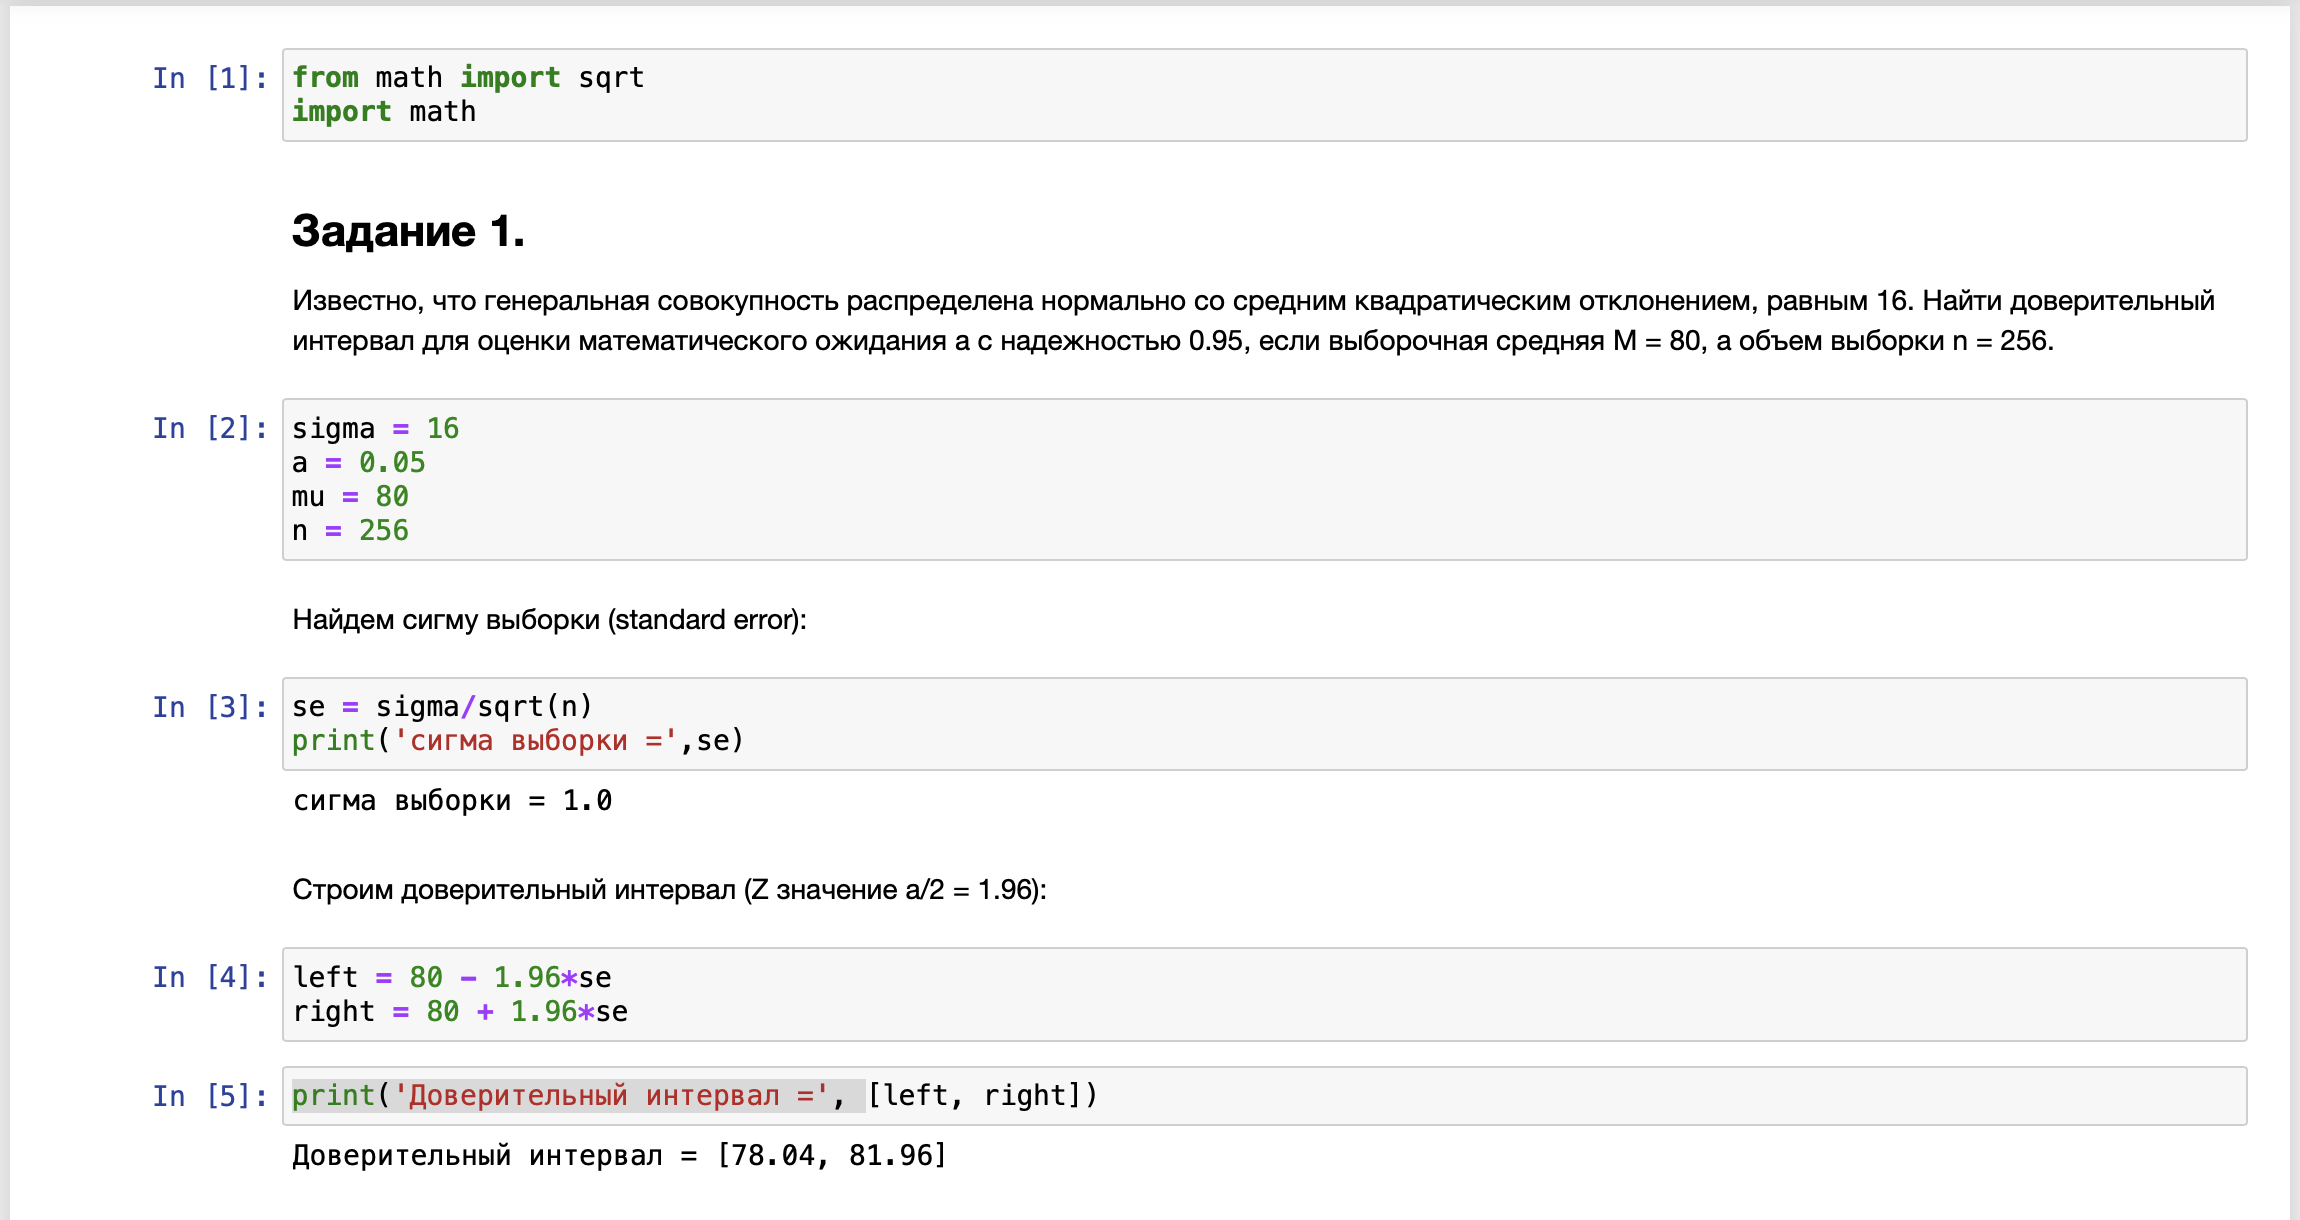 In [1]: from math import sqrt
import math
Задание 1.
Известно, что генеральная совокупность распределена нормально со средним квадратическим отклонением, равным 16. Найти доверительный
интервал для оценки математического ожидания a с надежностью 0.95, если выборочная средняя M = 80, а объем выборки n = 256.
In [2]: sigma = 16
a = 0.05
mu = 80
n = 256
Найдем сигму выборки (standard error):
In [3]: se = sigma/sqrt(n)
print('сигма выборки =',se)
сигма выборки = 1.0
Строим доверительный интервал (Z значение a/2 = 1.96):
In [4]: left = 80 - 1.96*se
right = 80 + 1.96*se
In [5]: print('Доверительный интервал =', [left, right])
Доверительный интервал = [78.04, 81.96]